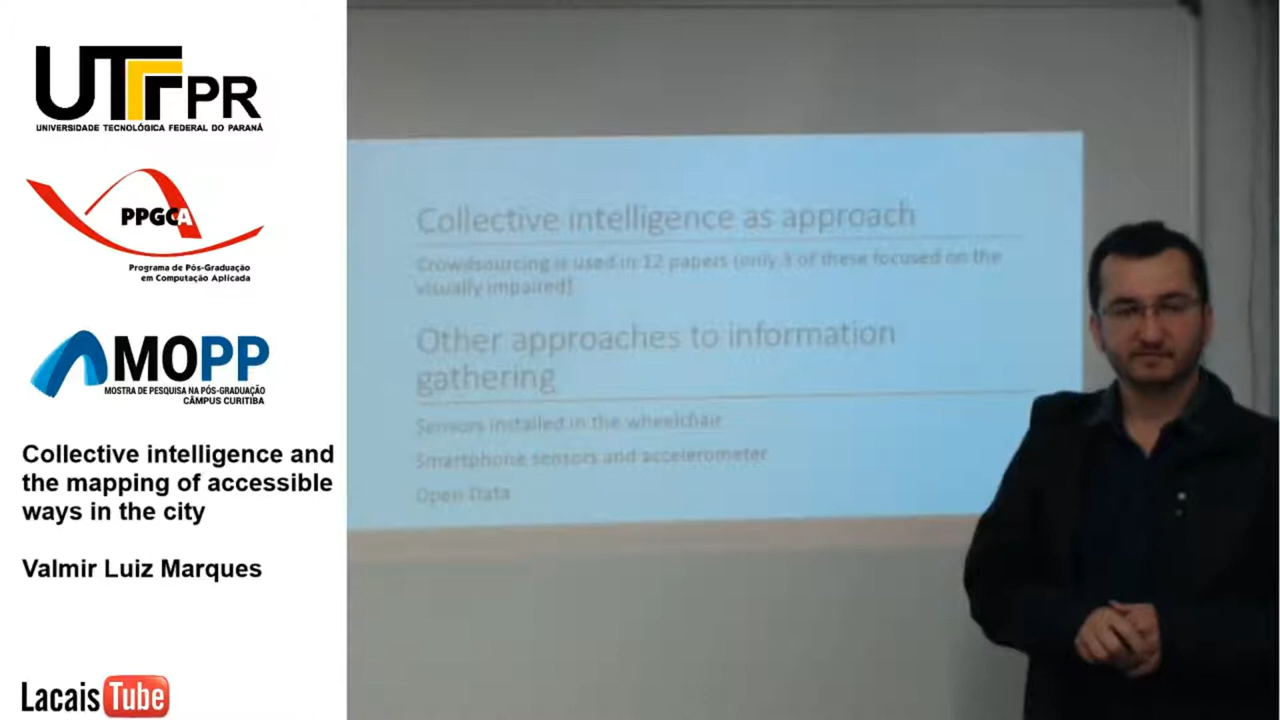 UTFPR
UNIVERSIDADE TECNOLÓGICA FEDERAL DO PARANÁ
PPGCA
Programa de Pós-Graduação
em Computação Aplicada
MOPP
MOSTRA DE PESQUISA NA PÓS-GRADUAÇÃO
CÂMPUS CURITIBA
Collective intelligence and
the mapping of accessible
ways in the city
Valmir Luiz Marques
Lacais Tube
Collective intelligence as approach
Crowdsourcing is used in 12 papers (only 3 of these focused on the
visually impaired)
Other approaches to information
gathering
Sensors installed in the wheelchair
Smartphone sensors and accelerometer
Open Data